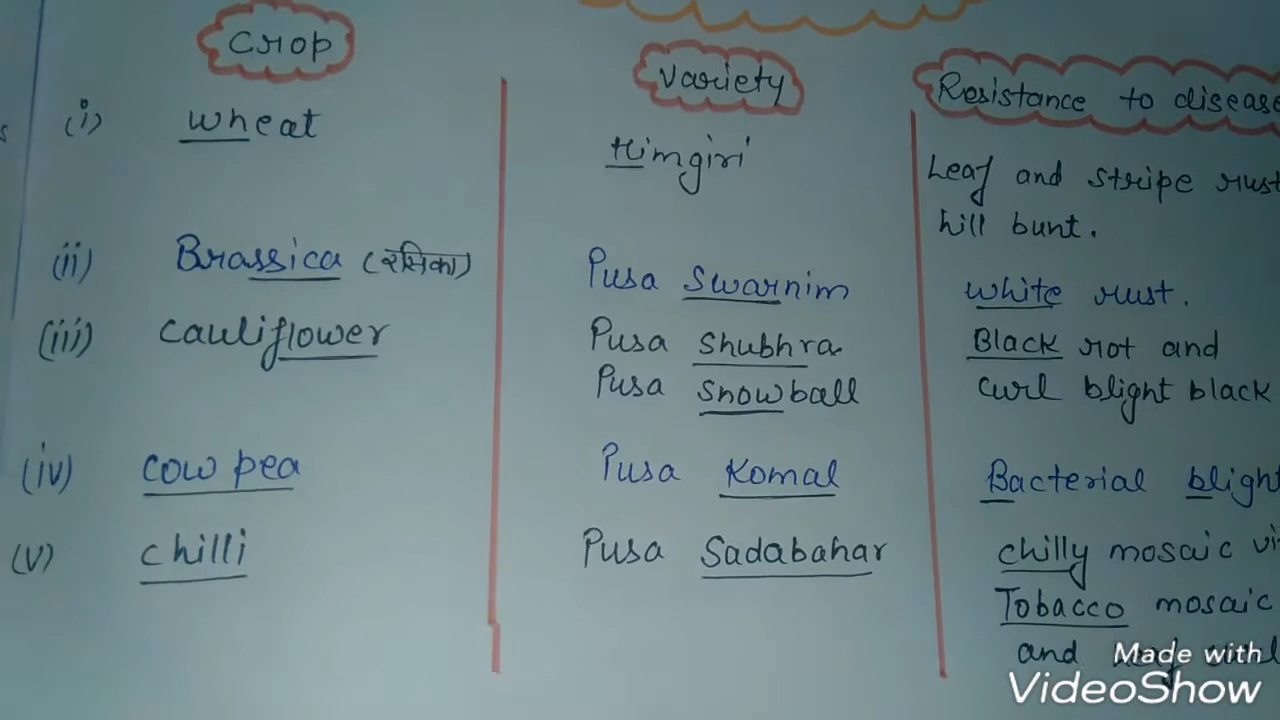 Crop Variety Resistance to disease
(i) wheat Himgiri Leaf and stripe rust
hill bunt.
(ii) Brassica (रसिका) Pusa Swarnim white rust.
(iii) cauliflower Pusa Shubhra Black rot and
Pusa Snowball Curl blight black
(iv) cow pea Pusa Komal Bacterial blight
(v) chilli Pusa Sadabahar chilly mosaic
Tobacco mosaic
and
Made with
VideoShow